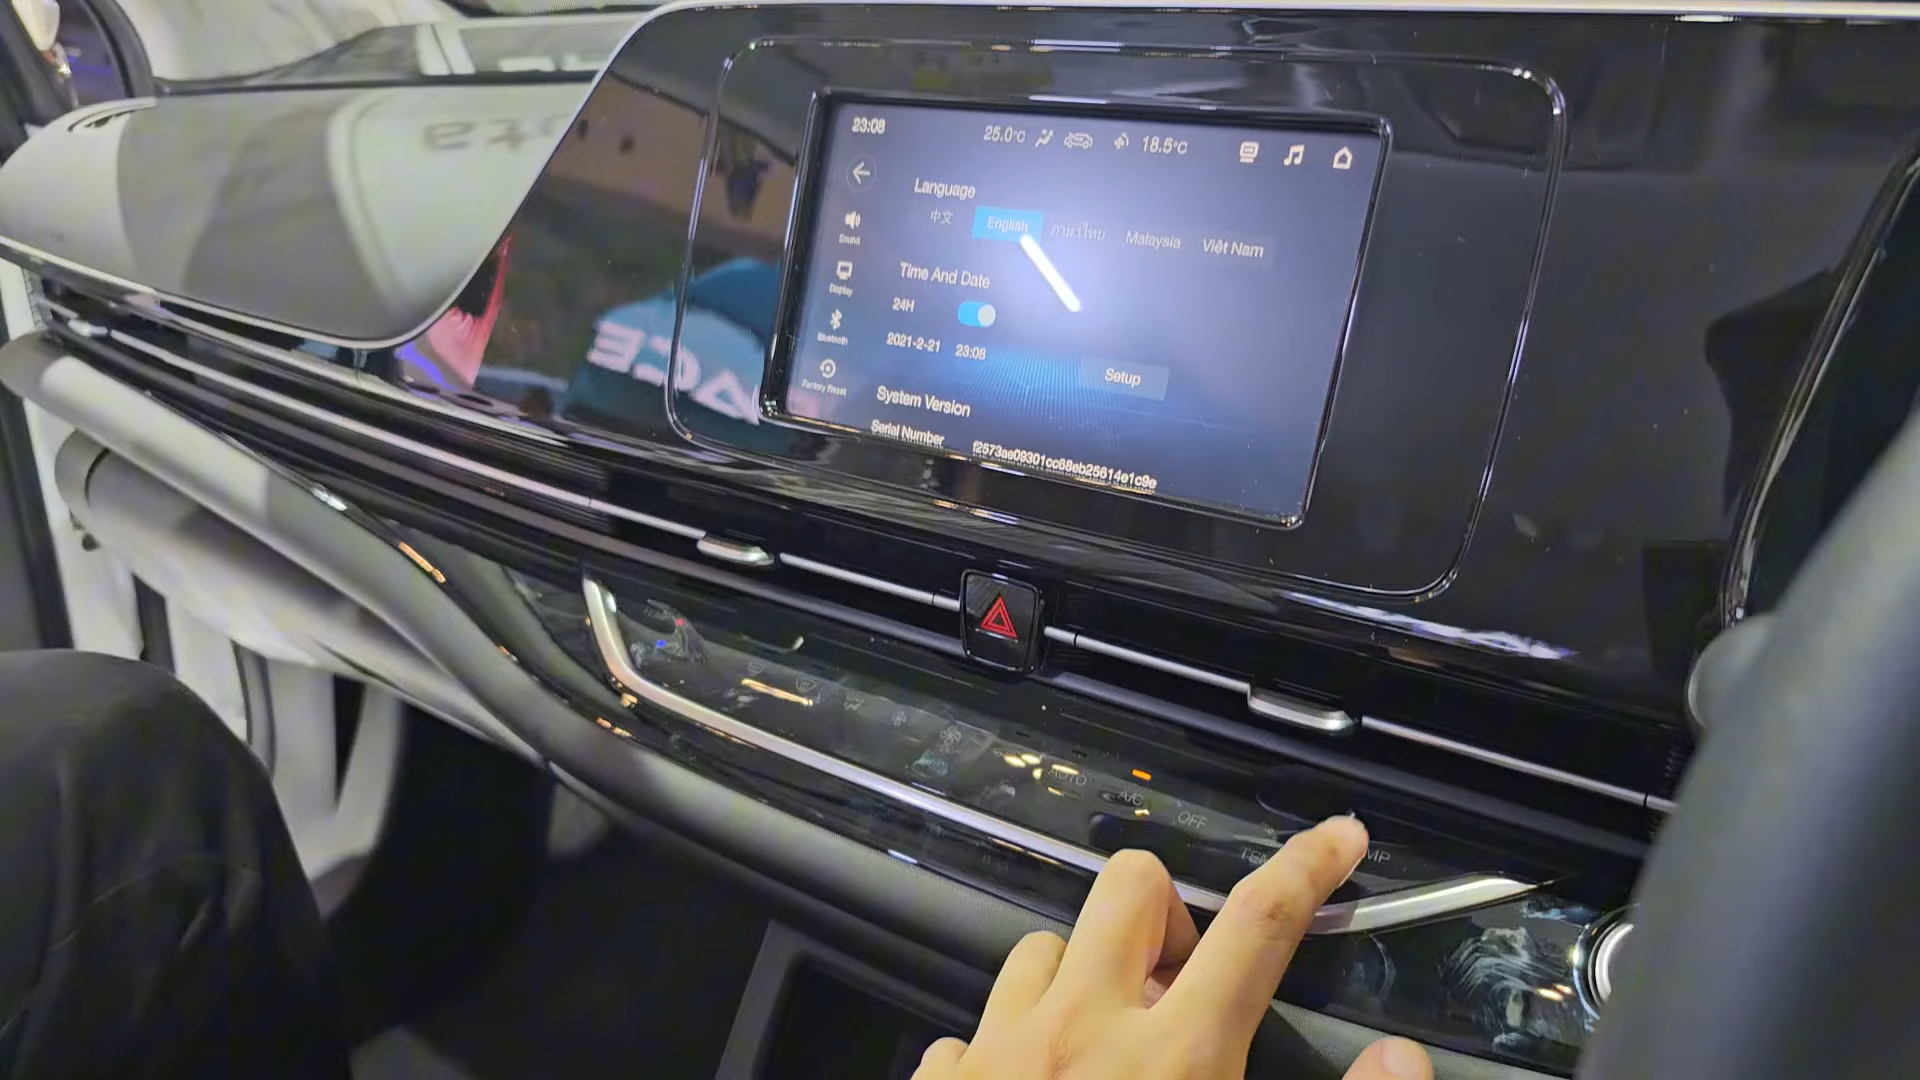 23:08 25.0°C 18.5°C
Language
中文 English ภาษาไทย Malaysia Việt Nam
Sound
Time And Date
Display
24H
Bluetooth
2021-2-21 23:08
Setup
Factory Reset
System Version
Serial Number f2573ae09301cc68eb25614e1c9e
AUTO
A/C
OFF